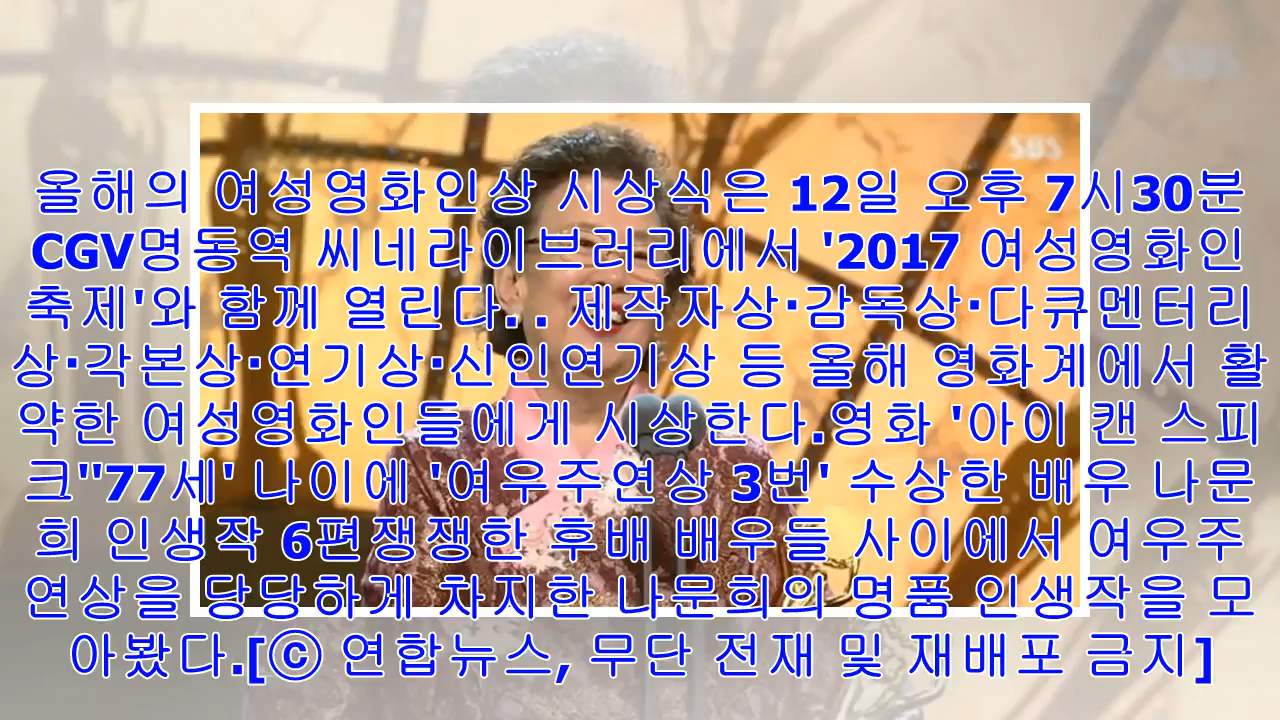 SBS
SBS
올해의 여성영화인상 시상식은 12일 오후 7시30분
CGV명동역 씨네라이브러리에서 '2017 여성영화인
축제'와 함께 열린다. . 제작자상·감독상·다큐멘터리
상·각본상·연기상·신인연기상 등 올해 영화계에서 활
약한 여성영화인들에게 시상한다.영화 '아이 캔 스피
크''77세' 나이에 '여우주연상 3번' 수상한 배우 나문
희 인생작 6편쟁쟁한 후배 배우들 사이에서 여우주
연상을 당당하게 차지한 나문희의 명품 인생작을 모
아봤다.[ⓒ 연합뉴스, 무단 전재 및 재배포 금지]